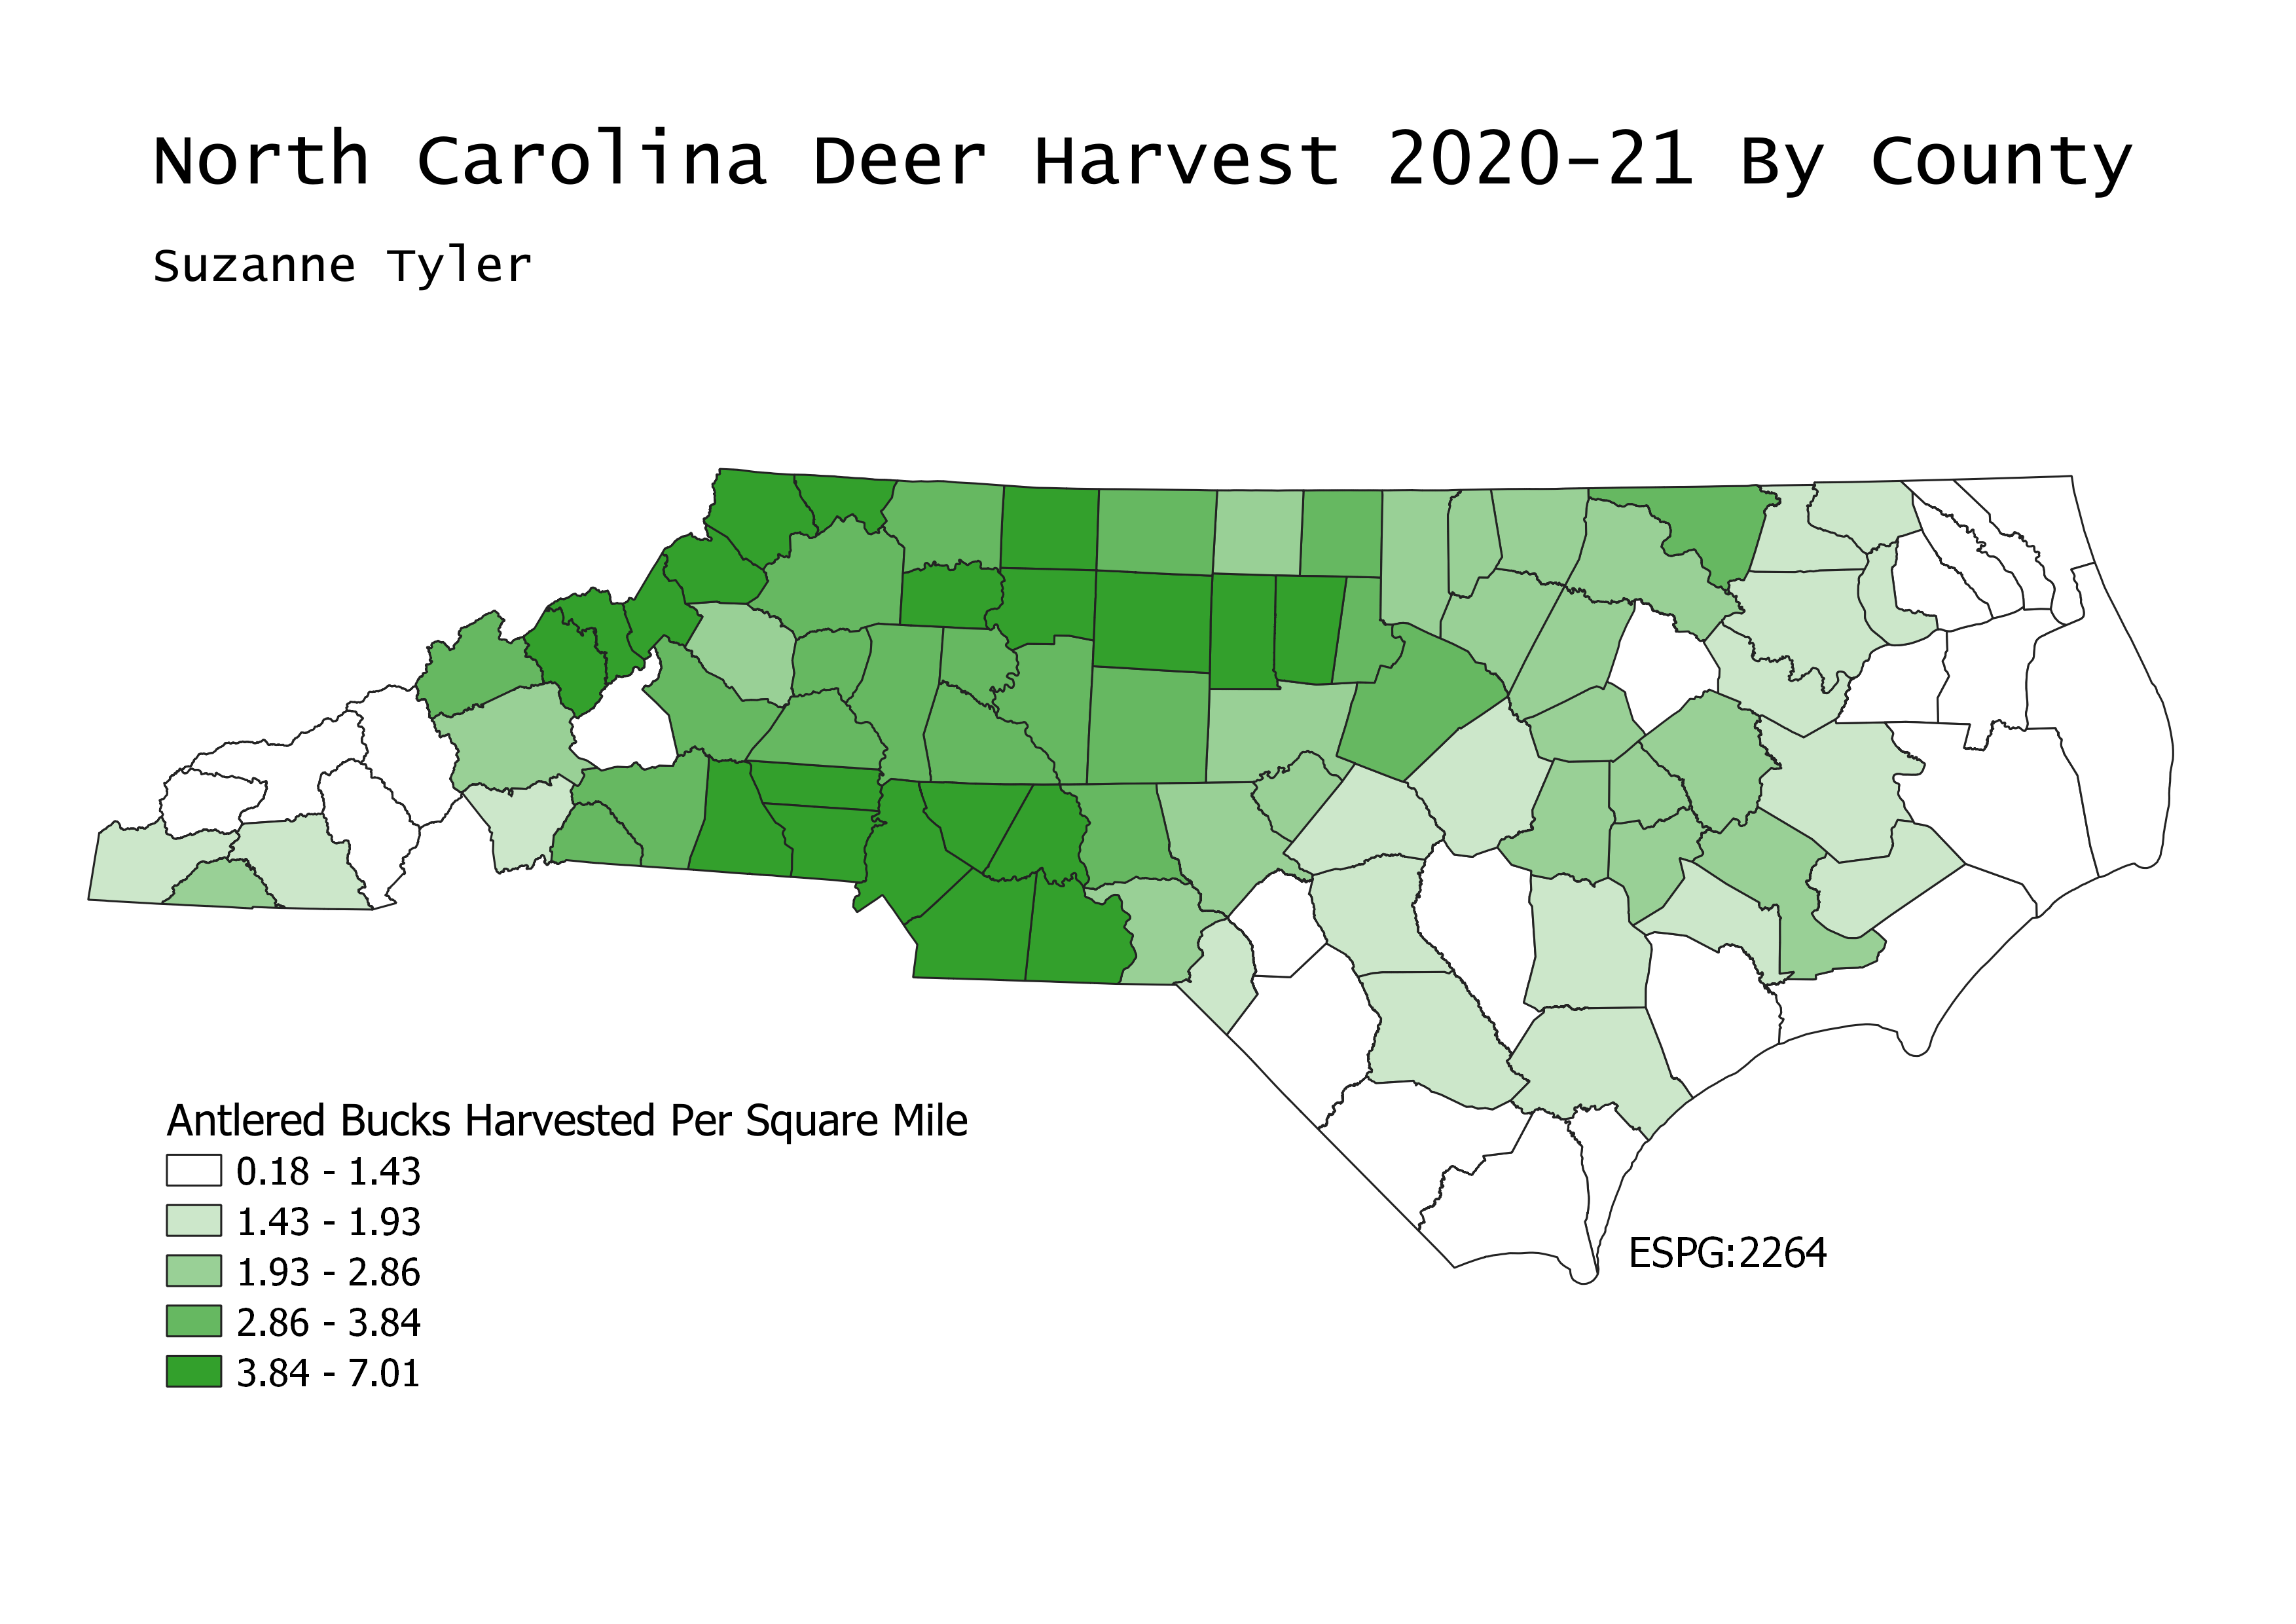 North Carolina Deer Harvest 2020-21 By County
Suzanne Tyler
Antlered Bucks Harvested Per Square Mile
0.18 - 1.43
1.43 - 1.93
1.93 - 2.86
2.86 - 3.84
3.84 - 7.01
ESPG:2264